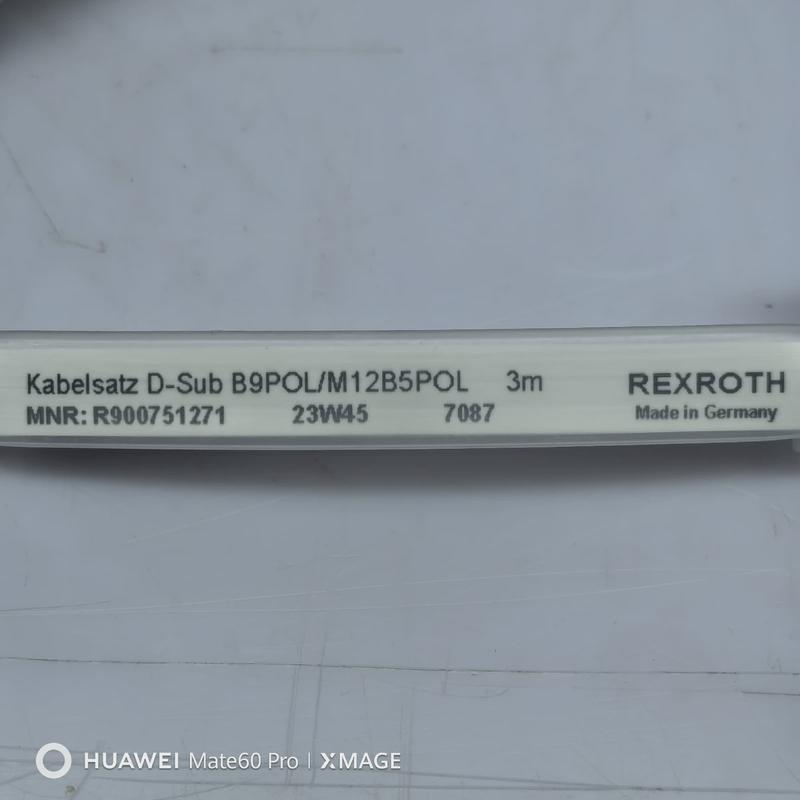 Kabelsatz D-Sub B9POL/M12B5POL 3m REXROTH
MNR: R900751271 23W45 7087 Made in Germany
HUAWEI Mate60 Pro | XMAGE